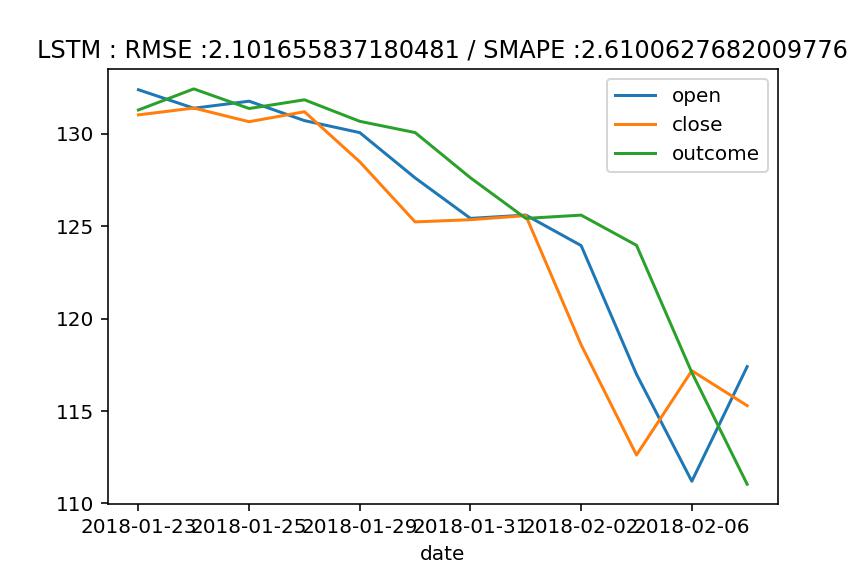 LSTM : RMSE :2.101655837180481 / SMAPE :2.6100627682009776
open
close
outcome
130
125
120
115
110
2018-01-23 2018-01-25 2018-01-29 2018-01-31 2018-02-02 2018-02-06
date